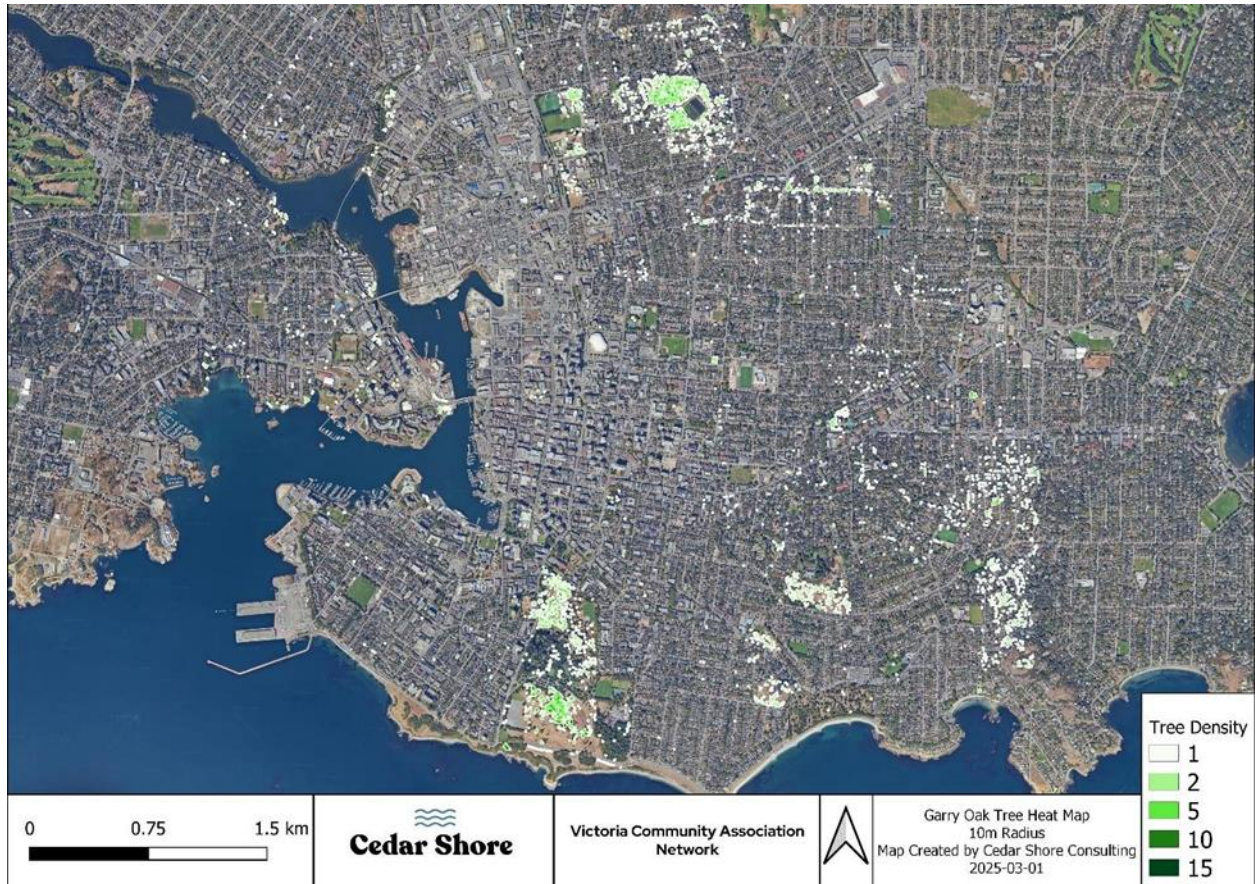 Tree Density
1
2
5
10
15
0 0.75 1.5 km
Cedar Shore
Victoria Community Association
Network
Garry Oak Tree Heat Map
10m Radius
Map Created by Cedar Shore Consulting
2025-03-01